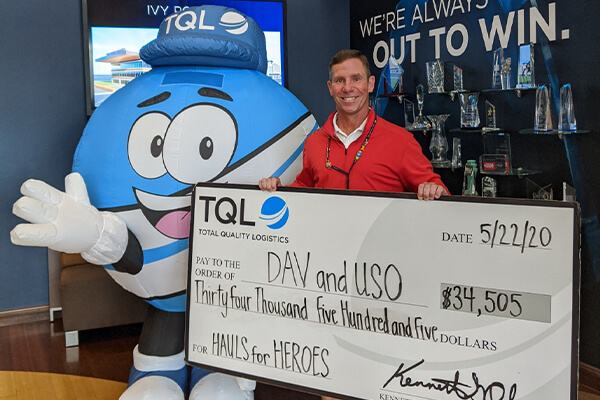 IVY
TQL
WE'RE ALWAYS
OUT TO WIN.
TQL
TOTAL QUALITY LOGISTICS
DATE 5/22/20
PAY TO THE
ORDER OF DAV and USO
$34,505
Thirty four Thousand Five Hundred and Five DOLLARS
FOR HAULS for HEROES
TQL